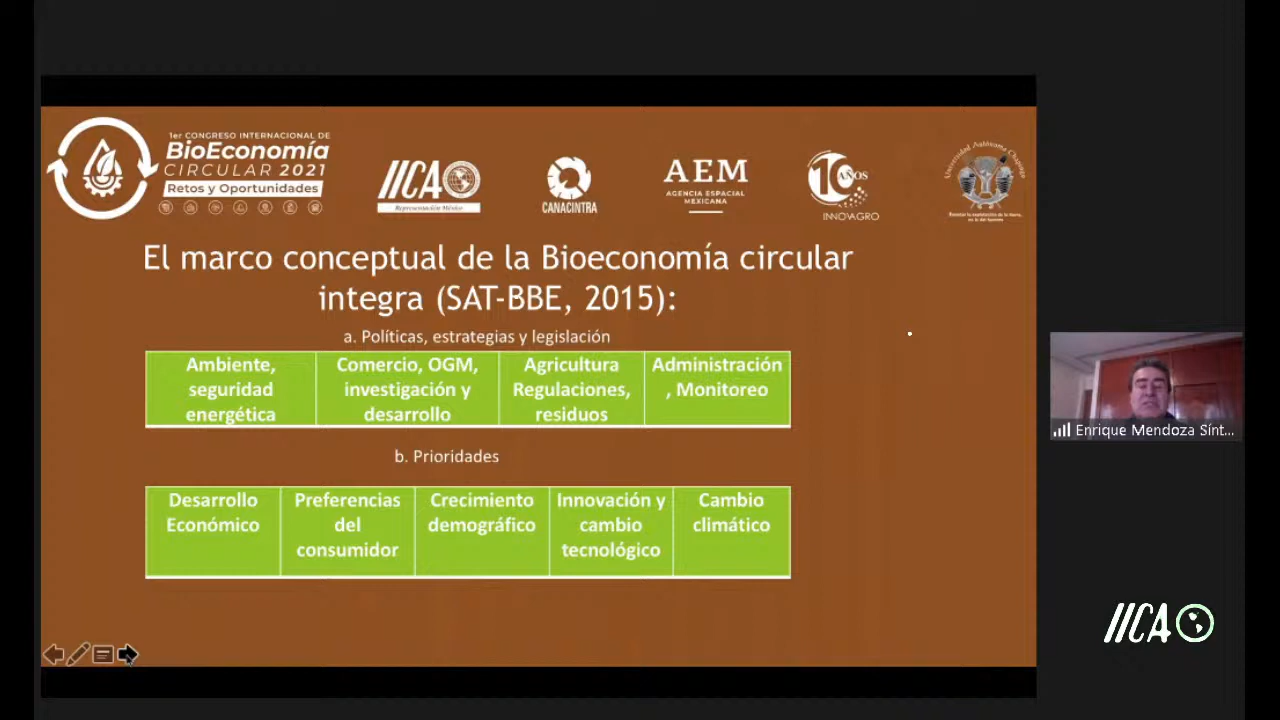 1er CONGRESO INTERNACIONAL DE
BioEconomía
CIRCULAR 2021
Retos y Oportunidades
IICA
Representación México
CANACINTRA
AEM
AGENCIA ESPACIAL
MEXICANA
10 AÑOS
INNOVAGRO
Universidad Autónoma Chapingo
El marco conceptual de la Bioeconomía circular
integra (SAT-BBE, 2015):
a. Políticas, estrategias y legislación
Ambiente,
seguridad
energética
Comercio, OGM,
investigación y
desarrollo
Agricultura
Regulaciones,
residuos
Administración
, Monitoreo
b. Prioridades
Desarrollo
Económico
Preferencias
del
consumidor
Crecimiento
demográfico
Innovación y
cambio
tecnológico
Cambio
climático
Enrique Mendoza Sínt...
IICA